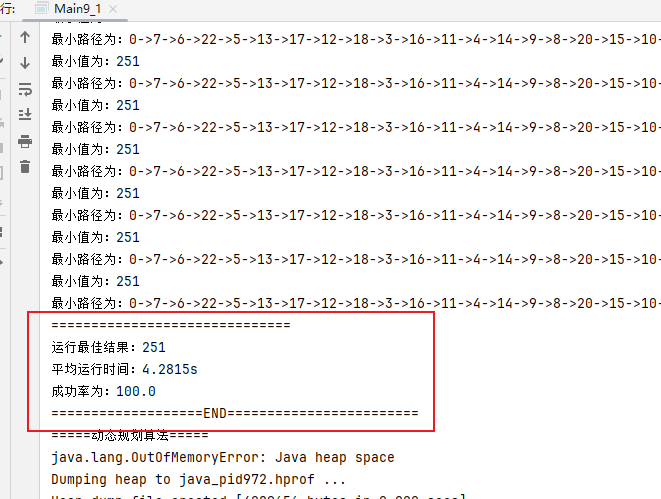 行: Main9_1 ×
最小路径为：0->7->6->22->5->13->17->12->18->3->16->11->4->14->9->8->20->15->10-
最小值为：251
最小路径为：0->7->6->22->5->13->17->12->18->3->16->11->4->14->9->8->20->15->10-
最小值为：251
最小路径为：0->7->6->22->5->13->17->12->18->3->16->11->4->14->9->8->20->15->10-
最小值为：251
最小路径为：0->7->6->22->5->13->17->12->18->3->16->11->4->14->9->8->20->15->10-
最小值为：251
最小路径为：0->7->6->22->5->13->17->12->18->3->16->11->4->14->9->8->20->15->10-
最小值为：251
最小路径为：0->7->6->22->5->13->17->12->18->3->16->11->4->14->9->8->20->15->10-
最小值为：251
最小路径为：0->7->6->22->5->13->17->12->18->3->16->11->4->14->9->8->20->15->10-
==============================
运行最佳结果：251
平均运行时间：4.2815s
成功率为：100.0
===================END========================
=====动态规划算法=====
java.lang.OutOfMemoryError: Java heap space
Dumping heap to java_pid972.hprof ...